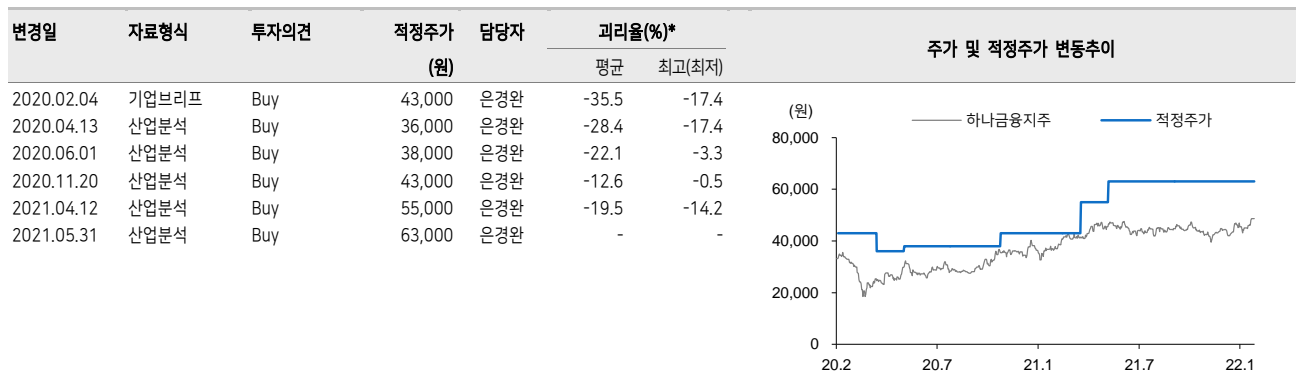 변경일 자료형식 투자의견 적정주가 담당자 괴리율(%)* 주가 및 적정주가 변동추이
(원) 평균 최고(최저)
2020.02.04 기업브리프 Buy 43,000 은경완 -35.5 -17.4
2020.04.13 산업분석 Buy 36,000 은경완 -28.4 -17.4
2020.06.01 산업분석 Buy 38,000 은경완 -22.1 -3.3
2020.11.20 산업분석 Buy 43,000 은경완 -12.6 -0.5
2021.04.12 산업분석 Buy 55,000 은경완 -19.5 -14.2
2021.05.31 산업분석 Buy 63,000 은경완 - -
(원) 하나금융지주 적정주가
80,000
60,000
40,000
20,000
0
20.2 20.7 21.1 21.7 22.1